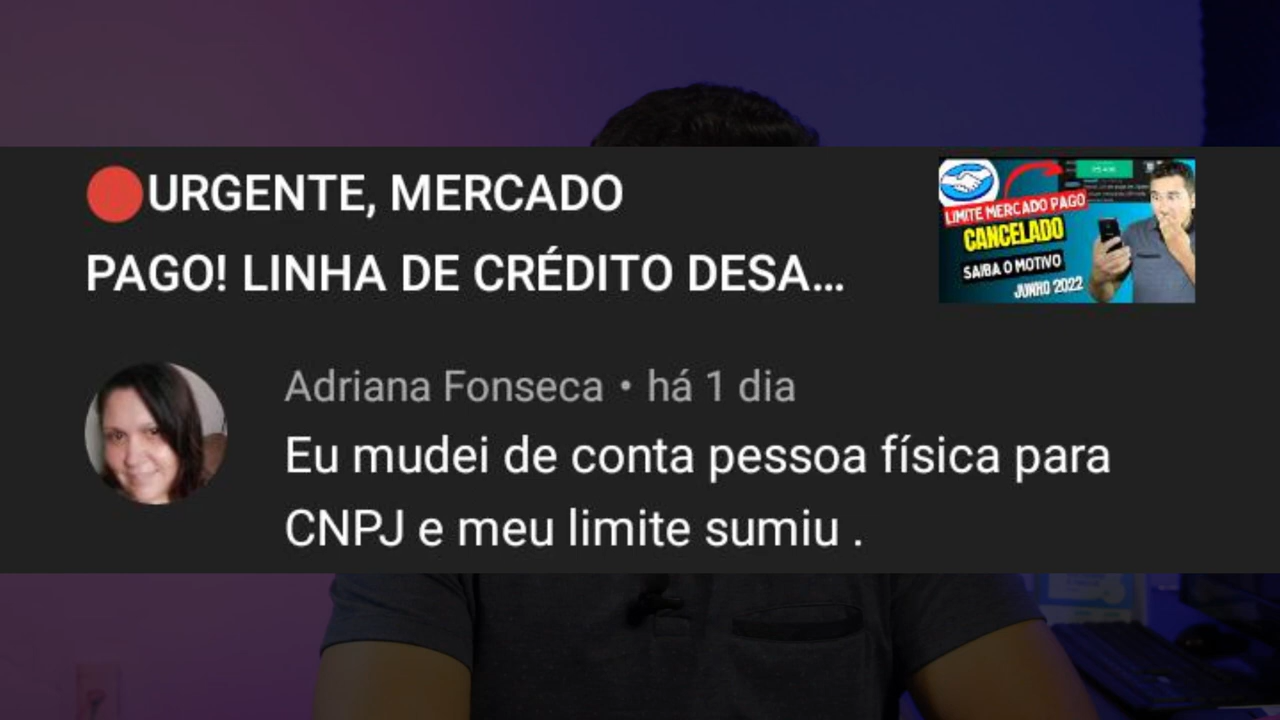 URGENTE, MERCADO
PAGO! LINHA DE CRÉDITO DESA...
LIMITE MERCADO PAGO
CANCELADO
SAIBA O MOTIVO
JUNHO 2022
Adriana Fonseca • há 1 dia
Eu mudei de conta pessoa física para
CNPJ e meu limite sumiu .